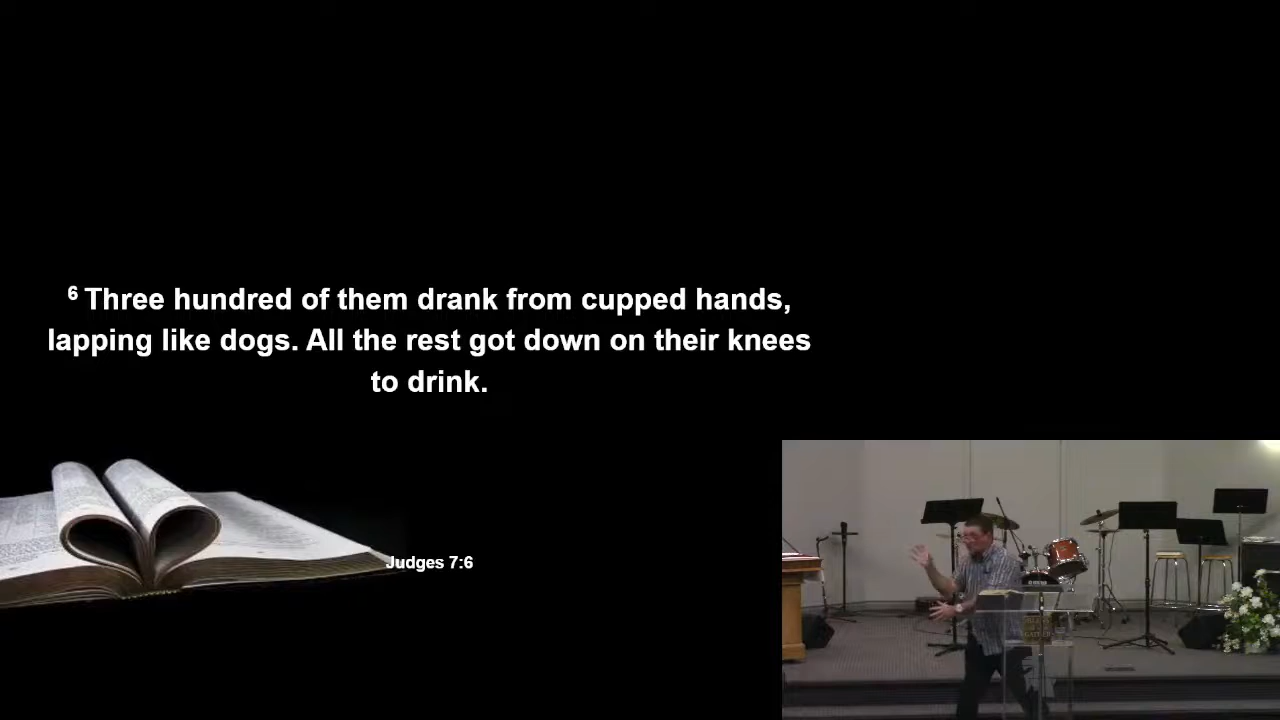 6 Three hundred of them drank from cupped hands,
lapping like dogs. All the rest got down on their knees
to drink.
Judges 7:6